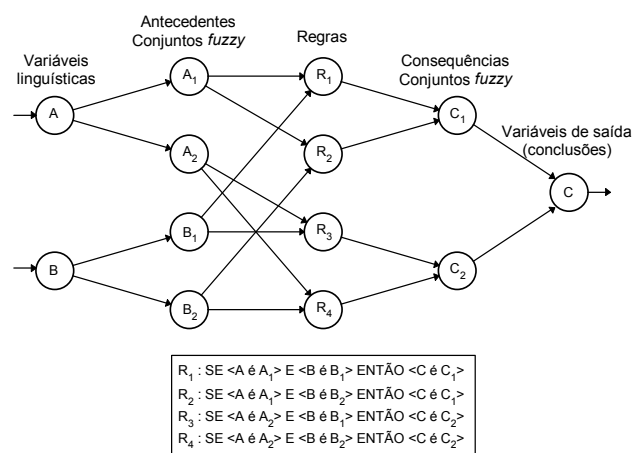 Antecedentes
Conjuntos fuzzy
Regras
Variáveis
linguísticas
Consequências
Conjuntos fuzzy
Variáveis de saída
(conclusões)
A
A1
A2
B
B1
B2
R1
R2
R3
R4
C1
C2
C
R1 : SE <A é A1> E <B é B1> ENTÃO <C é C1>
R2 : SE <A é A1> E <B é B2> ENTÃO <C é C1>
R3 : SE <A é A2> E <B é B1> ENTÃO <C é C2>
R4 : SE <A é A2> E <B é B2> ENTÃO <C é C2>